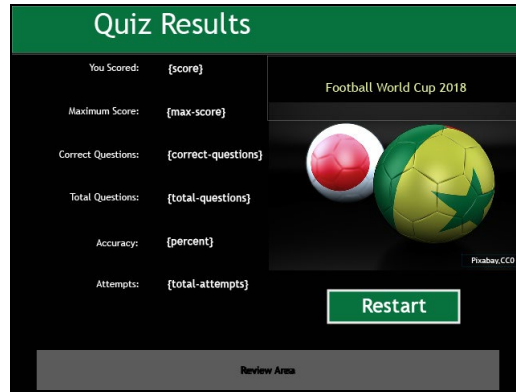 Quiz Results
You Scored: {score}
Football World Cup 2018
Maximum Score: {max-score}
Correct Questions: {correct-questions}
Total Questions: {total-questions}
Accuracy: {percent}
Pixabay,CC0
Attempts: {total-attempts}
Restart
Review Area